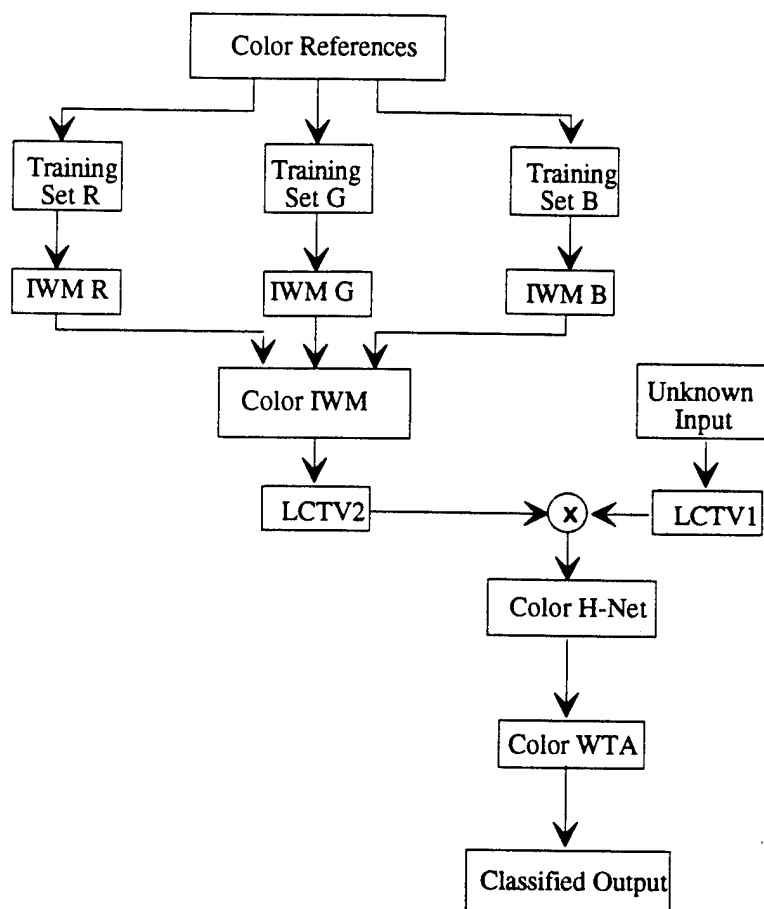 Color References
Training
Set R
Training
Set G
Training
Set B
IWM R
IWM G
IWM B
Color IWM
Unknown
Input
LCTV2
X
LCTV1
Color H-Net
Color WTA
Classified Output